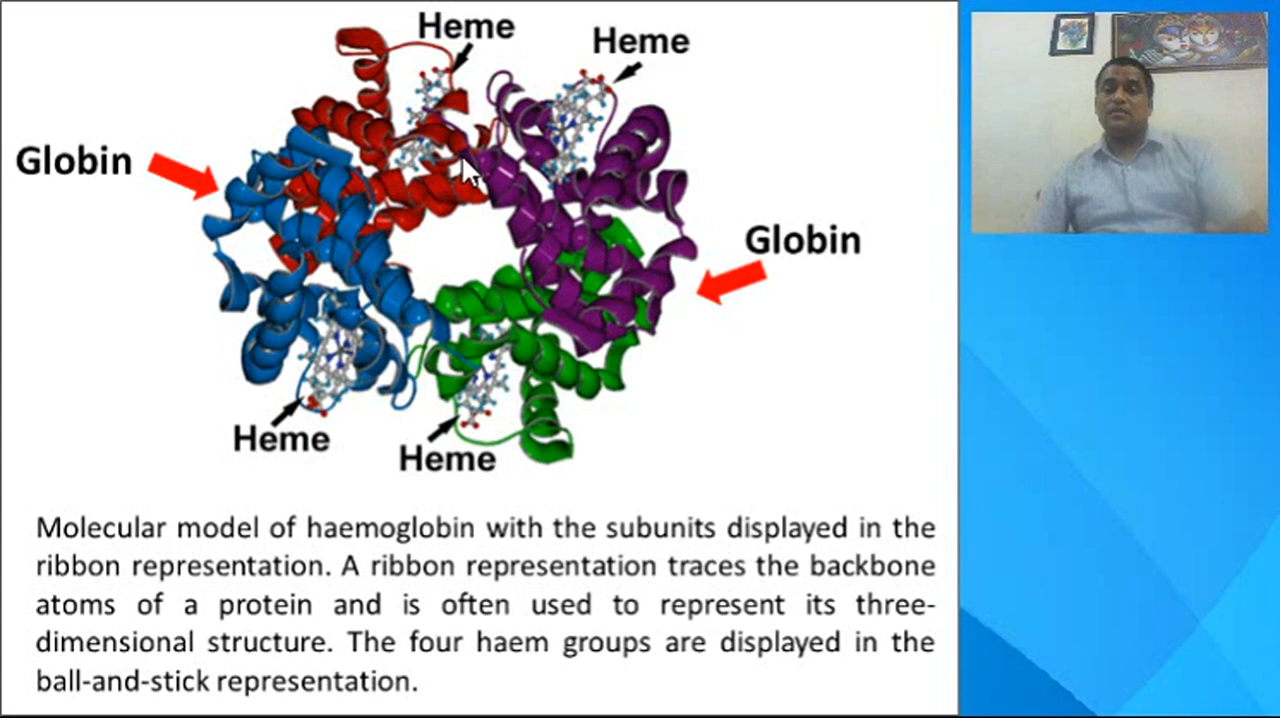 Heme
Heme
Globin
Globin
Heme
Heme
Molecular model of haemoglobin with the subunits displayed in the
ribbon representation. A ribbon representation traces the backbone
atoms of a protein and is often used to represent its three-
dimensional structure. The four haem groups are displayed in the
ball-and-stick representation.